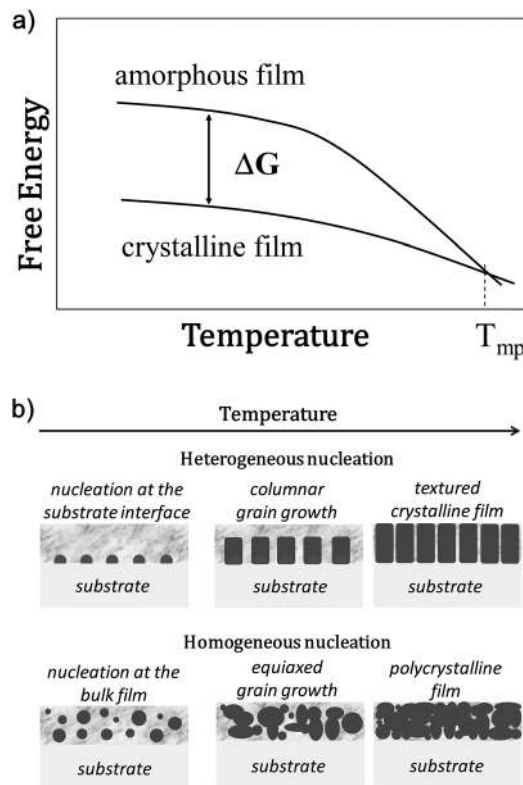 a)
amorphous film
ΔG
crystalline film
Free Energy
Temperature
Tmp
b)
Temperature
Heterogeneous nucleation
nucleation at the
substrate interface
columnar
grain growth
textured
crystalline film
substrate
substrate
substrate
Homogeneous nucleation
nucleation at the
bulk film
equiaxed
grain growth
polycrystalline
film
substrate
substrate
substrate